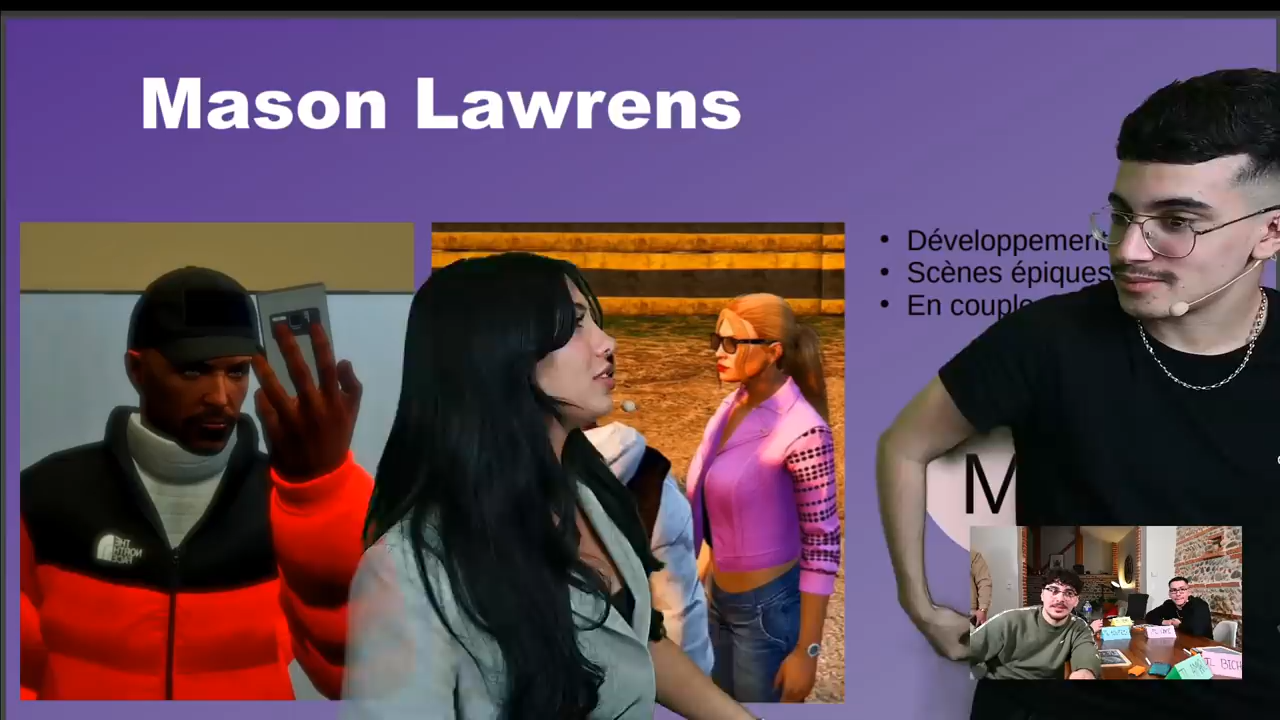 Mason Lawrens
• Développement
• Scènes épiques
• En couple
THE
NORTH
FACE
M